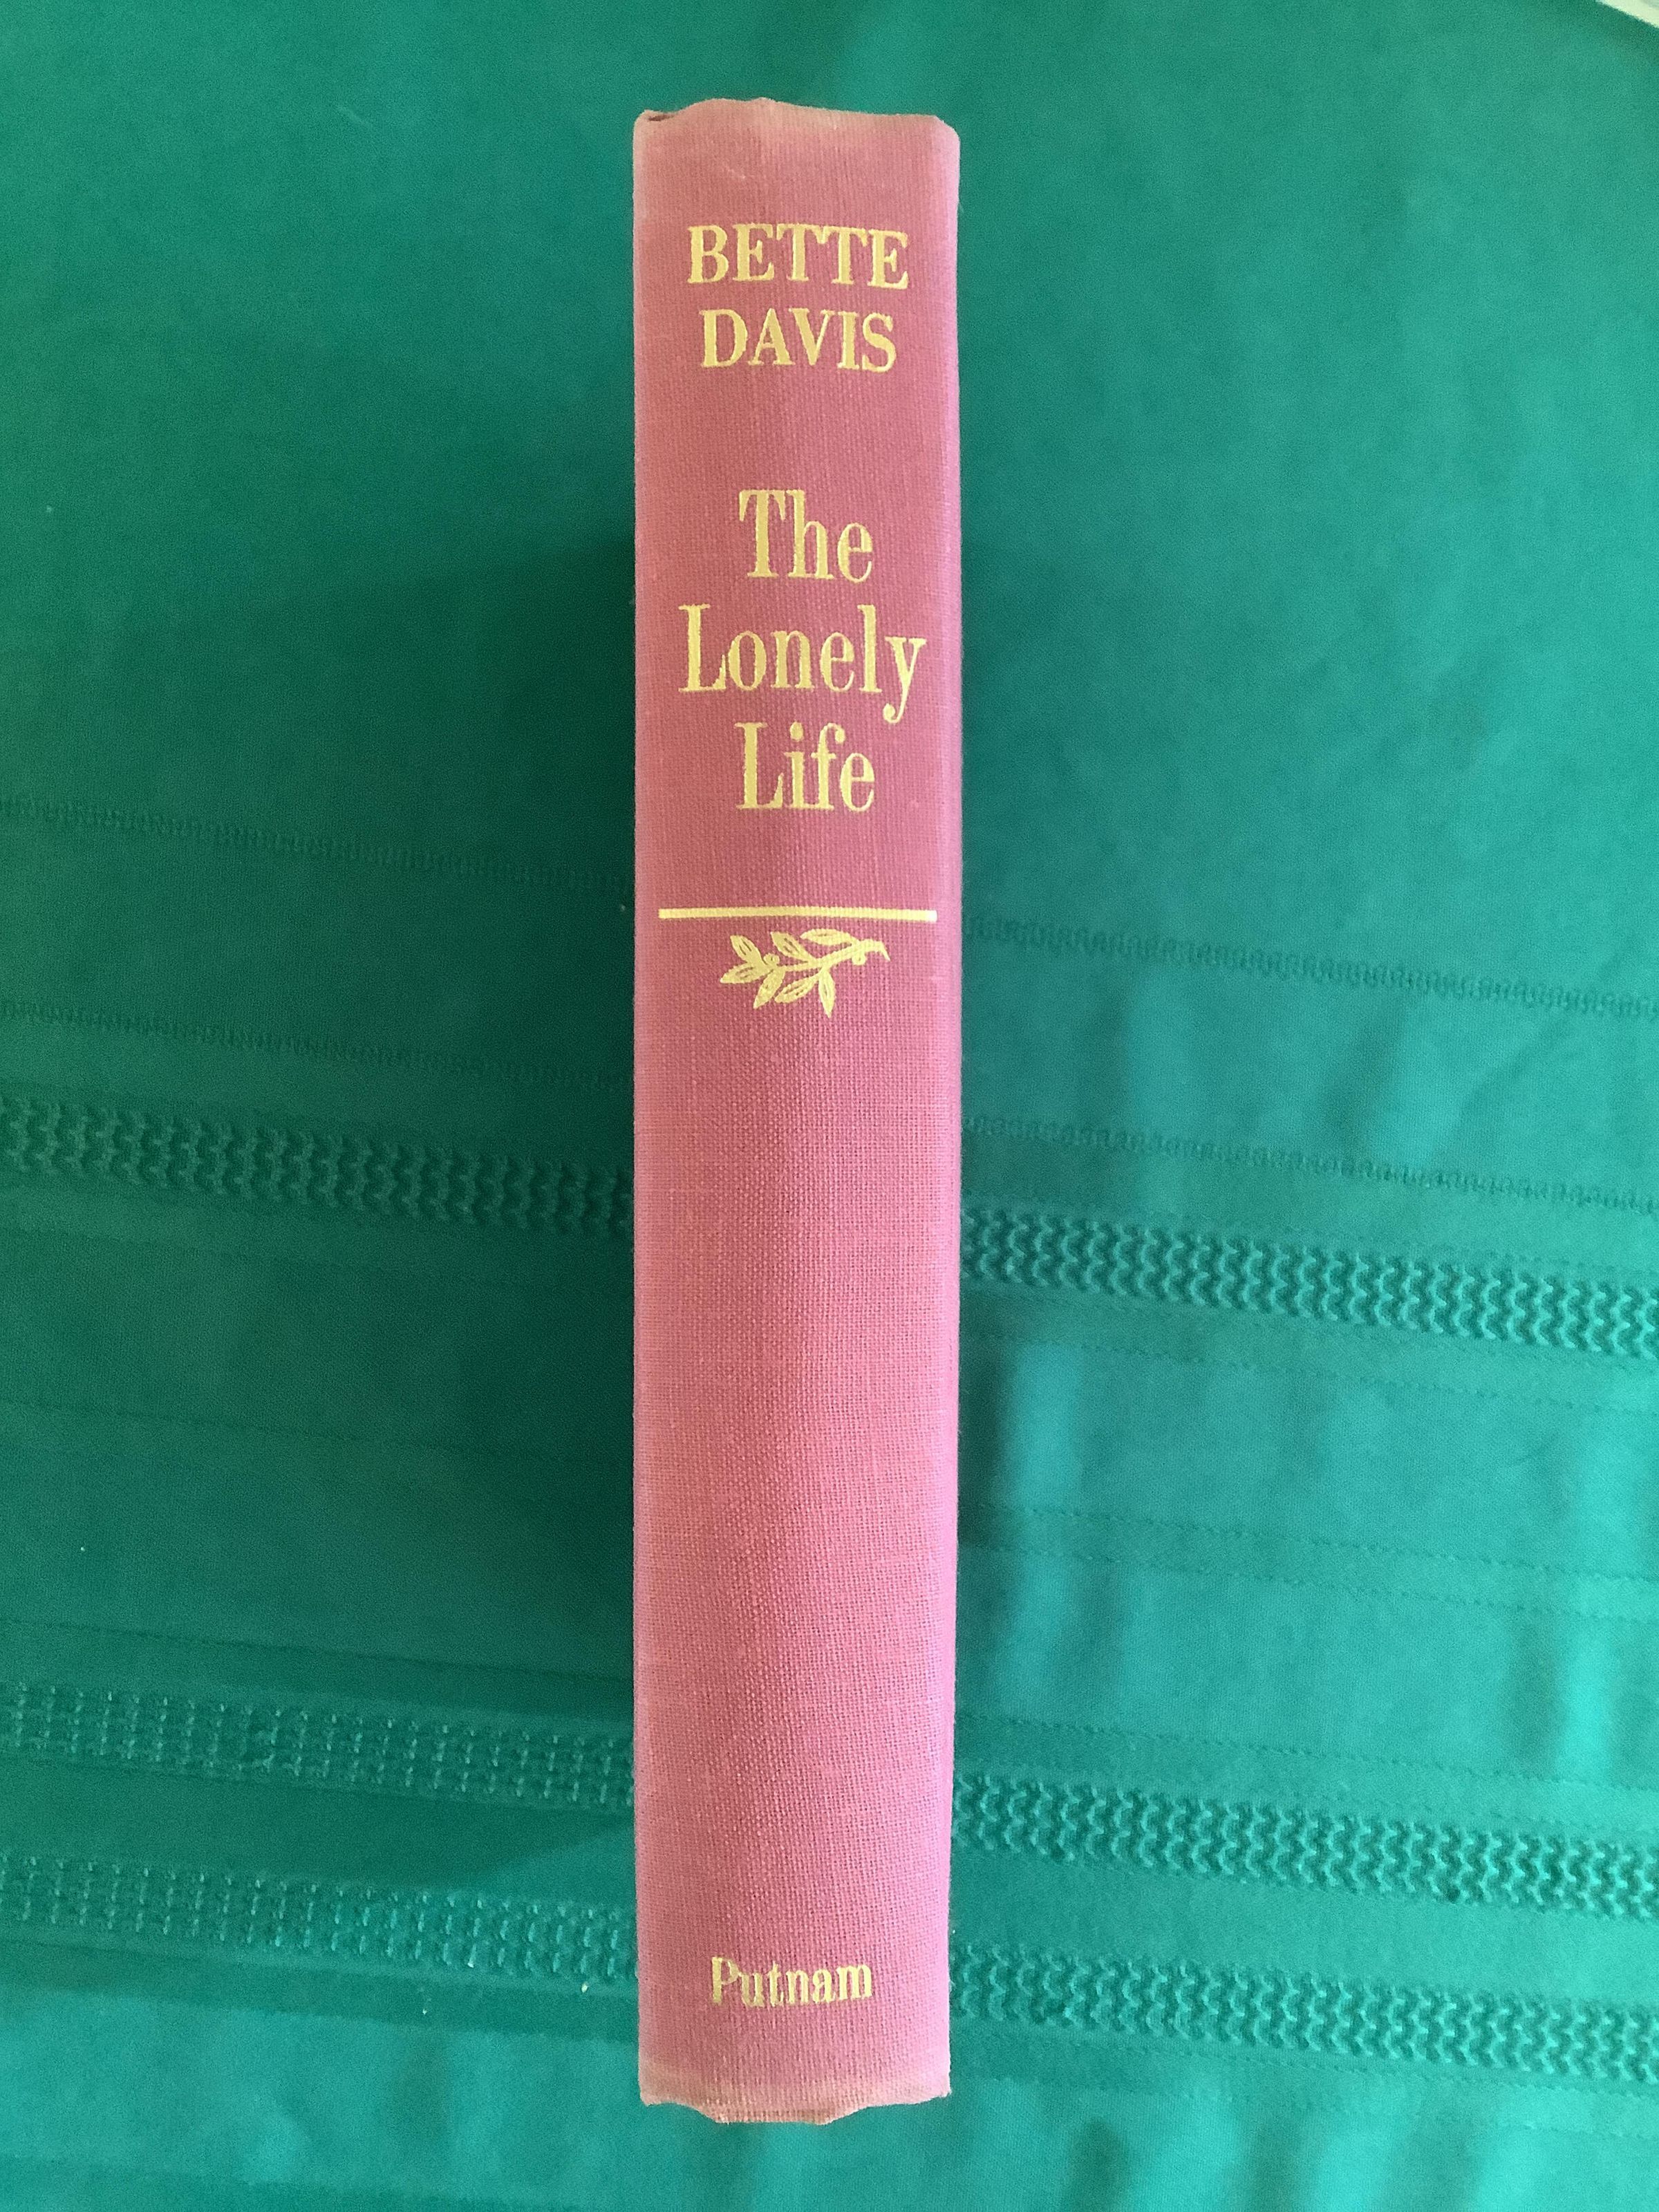 BETTE
DAVIS
The
Lonely
Life
Putnam